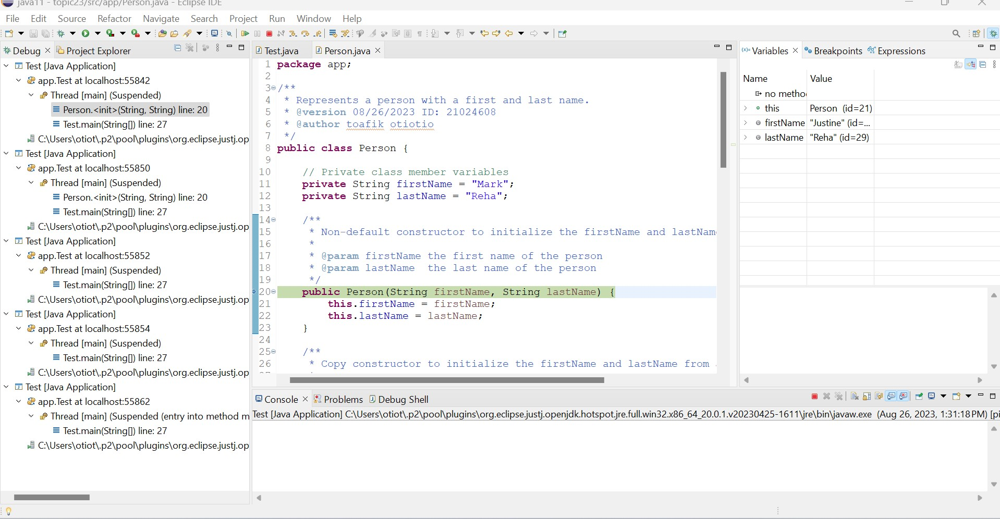 java11 - topic23/src/app/Person.java - Eclipse IDE
File Edit Source Refactor Navigate Search Project Run Window Help
Debug Project Explorer
Test [Java Application]
app.Test at localhost:55842
Thread [main] (Suspended)
Person.<init>(String, String) line: 20
Test.main(String[]) line: 27
C:\Users\otiot\.p2\pool\plugins\org.eclipse.justj.op
Test [Java Application]
app.Test at localhost:55850
Thread [main] (Suspended)
Person.<init>(String, String) line: 20
Test.main(String[]) line: 27
C:\Users\otiot\.p2\pool\plugins\org.eclipse.justj.op
Test [Java Application]
app.Test at localhost:55852
Thread [main] (Suspended)
Test.main(String[]) line: 27
C:\Users\otiot\.p2\pool\plugins\org.eclipse.justj.op
Test [Java Application]
app.Test at localhost:55854
Thread [main] (Suspended)
Test.main(String[]) line: 27
C:\Users\otiot\.p2\pool\plugins\org.eclipse.justj.op
Test [Java Application]
app.Test at localhost:55862
Thread [main] (Suspended (entry into method m
Test.main(String[]) line: 27
C:\Users\otiot\.p2\pool\plugins\org.eclipse.justj.op
Test.java Person.java
1 package app;
2
3 /**
4 * Represents a person with a first and last name.
5 * @version 08/26/2023 ID: 21024608
6 * @author toafik otiotio
7 */
8 public class Person {
9
10 // Private class member variables
11 private String firstName = "Mark";
12 private String lastName = "Reha";
13
14 /**
15 * Non-default constructor to initialize the firstName and lastNam
16 *
17 * @param firstName the first name of the person
18 * @param lastName the last name of the person
19 */
20 public Person(String firstName, String lastName) {
21 this.firstName = firstName;
22 this.lastName = lastName;
23 }
24
25 /**
26 * Copy constructor to initialize the firstName and lastName from
Variables Breakpoints Expressions
Name Value
no metho
this Person (id=21)
firstName "Justine" (id=...
lastName "Reha" (id=29)
Console Problems Debug Shell
Test [Java Application] C:\Users\otiot\.p2\pool\plugins\org.eclipse.justj.openjdk.hotspot.jre.full.win32.x86_64_20.0.1.v20230425-1611\jre\bin\javaw.exe (Aug 26, 2023, 1:31:18 PM) [pi